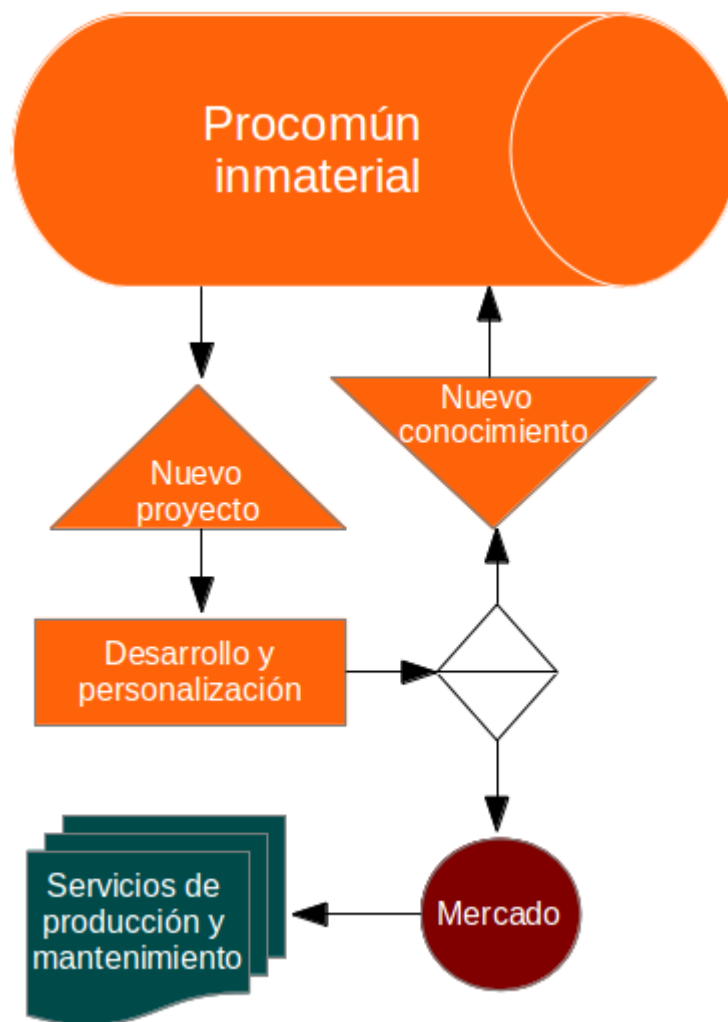 Procomún
inmaterial
Nuevo
conocimiento
Nuevo
proyecto
Desarrollo y
personalización
Servicios de
producción y
mantenimiento
Mercado